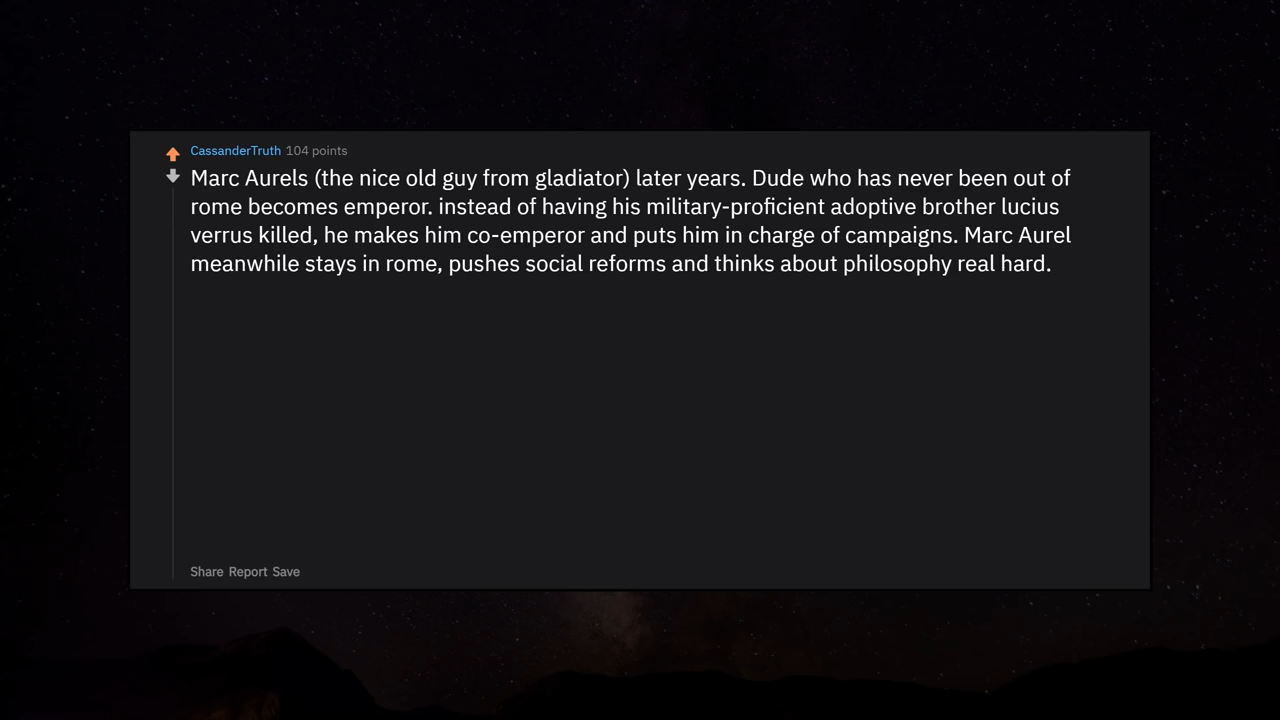 CassanderTruth 104 points
Marc Aurels (the nice old guy from gladiator) later years. Dude who has never been out of
rome becomes emperor. instead of having his military-proficient adoptive brother lucius
verrus killed, he makes him co-emperor and puts him in charge of campaigns. Marc Aurel
meanwhile stays in rome, pushes social reforms and thinks about philosophy real hard.
Share Report Save